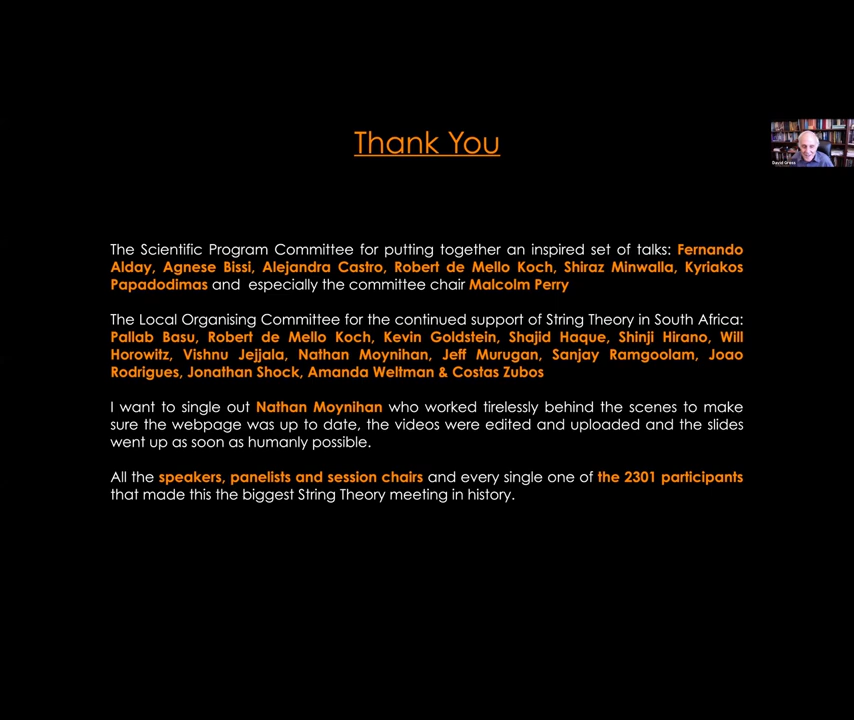 Thank You
David Gross
The Scientific Program Committee for putting together an inspired set of talks: Fernando
Alday, Agnese Bissi, Alejandra Castro, Robert de Mello Koch, Shiraz Minwalla, Kyriakos
Papadodimas and especially the committee chair Malcolm Perry
The Local Organising Committee for the continued support of String Theory in South Africa:
Pallab Basu, Robert de Mello Koch, Kevin Goldstein, Shajid Haque, Shinji Hirano, Will
Horowitz, Vishnu Jejjala, Nathan Moynihan, Jeff Murugan, Sanjay Ramgoolam, Joao
Rodrigues, Jonathan Shock, Amanda Weltman & Costas Zubos
I want to single out Nathan Moynihan who worked tirelessly behind the scenes to make
sure the webpage was up to date, the videos were edited and uploaded and the slides
went up as soon as humanly possible.
All the speakers, panelists and session chairs and every single one of the 2301 participants
that made this the biggest String Theory meeting in history.